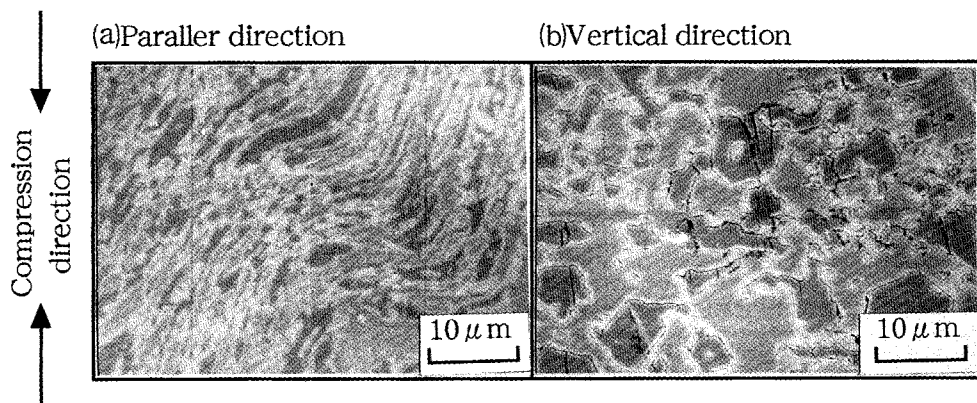 (a)Paraller direction
(b)Vertical direction
Compression
direction
10 μm
10 μm